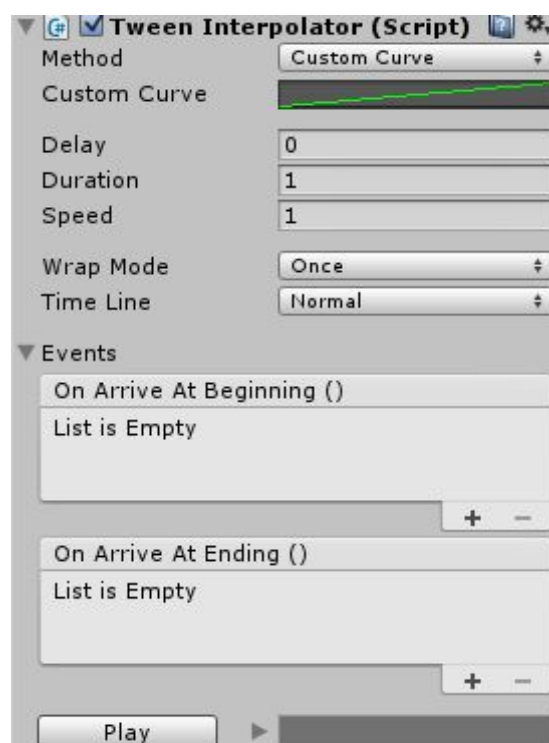 Tween Interpolator (Script)
Method Custom Curve
Custom Curve
Delay 0
Duration 1
Speed 1
Wrap Mode Once
Time Line Normal
Events
On Arrive At Beginning ()
List is Empty
+ −
On Arrive At Ending ()
List is Empty
+ −
Play